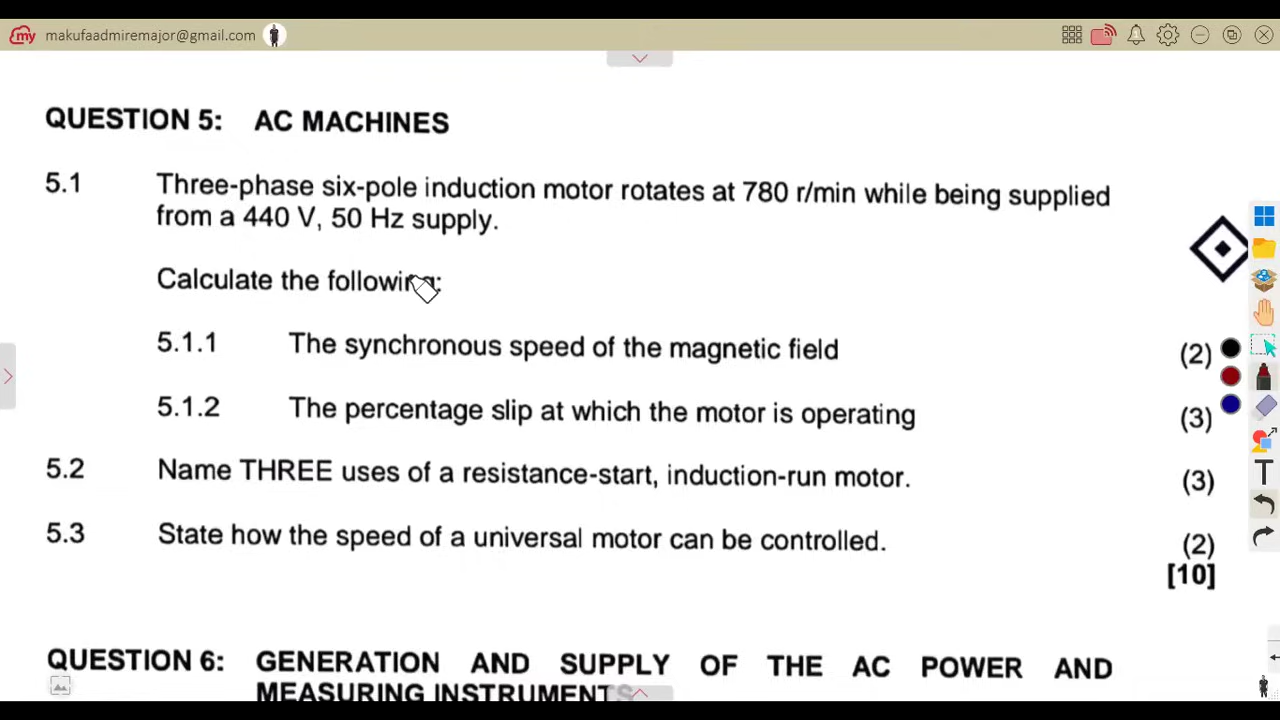 my makufaadmiremajor@gmail.com
QUESTION 5: AC MACHINES
5.1 Three-phase six-pole induction motor rotates at 780 r/min while being supplied
from a 440 V, 50 Hz supply.
Calculate the following:
5.1.1 The synchronous speed of the magnetic field (2)
5.1.2 The percentage slip at which the motor is operating (3)
5.2 Name THREE uses of a resistance-start, induction-run motor. (3)
5.3 State how the speed of a universal motor can be controlled. (2)
[10]
QUESTION 6: GENERATION AND SUPPLY OF THE AC POWER AND
MEASURING INSTRUMENTS